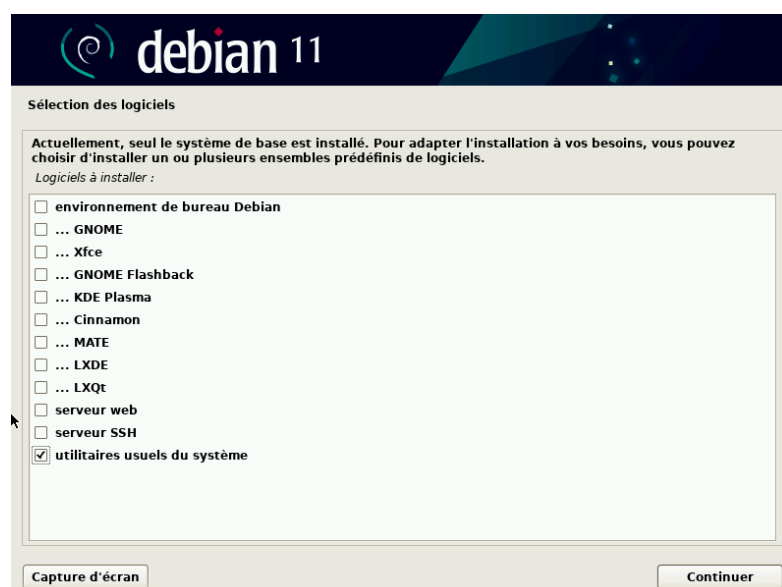 debian 11
Sélection des logiciels
Actuellement, seul le système de base est installé. Pour adapter l'installation à vos besoins, vous pouvez
choisir d'installer un ou plusieurs ensembles prédéfinis de logiciels.
Logiciels à installer :
environnement de bureau Debian
... GNOME
... Xfce
... GNOME Flashback
... KDE Plasma
... Cinnamon
... MATE
... LXDE
... LXQt
serveur web
serveur SSH
utilitaires usuels du système
Capture d'écran
Continuer